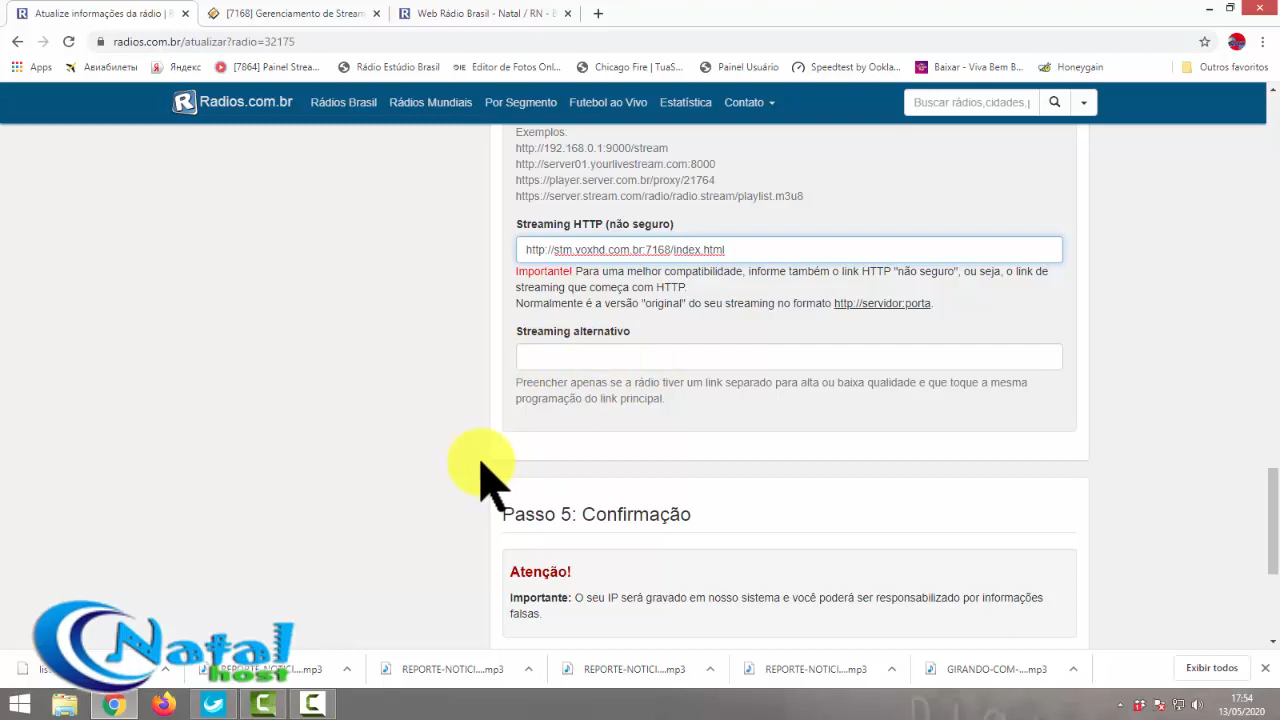 Atualize informações da rádio | R
[7168] Gerenciamento de Stream
Web Rádio Brasil - Natal / RN - B
radios.com.br/atualizar?radio=32175
Apps
Авиабилеты
Яндекс
[7864] Painel Strea...
Rádio Estúdio Brasil
Editor de Fotos Onl...
Chicago Fire | TuaS...
Painel Usuário
Speedtest by Ookla...
Baixar - Viva Bem B...
Honeygain
Outros favoritos
Radios.com.br
Rádios Brasil
Rádios Mundiais
Por Segmento
Futebol ao Vivo
Estatística
Contato
Buscar rádios,cidades,p
Exemplos:
http://192.168.0.1:9000/stream
http://server01.yourlivestream.com:8000
https://player.server.com.br/proxy/21764
https://server.stream.com/radio/radio.stream/playlist.m3u8
Streaming HTTP (não seguro)
http://stm.voxhd.com.br:7168/index.html
Importante! Para uma melhor compatibilidade, informe também o link HTTP "não seguro", ou seja, o link de
streaming que começa com HTTP.
Normalmente é a versão "original" do seu streaming no formato http://servidor:porta.
Streaming alternativo
Preencher apenas se a rádio tiver um link separado para alta ou baixa qualidade e que toque a mesma
programação do link principal.
Passo 5: Confirmação
Atenção!
Importante: O seu IP será gravado em nosso sistema e você poderá ser responsabilizado por informações
falsas.
Natal
host
REPORTE-NOTICI....mp3
REPORTE-NOTICI....mp3
REPORTE-NOTICI....mp3
REPORTE-NOTICI....mp3
GIRANDO-COM-....mp3
Exibir todos
17:54
13/05/2020